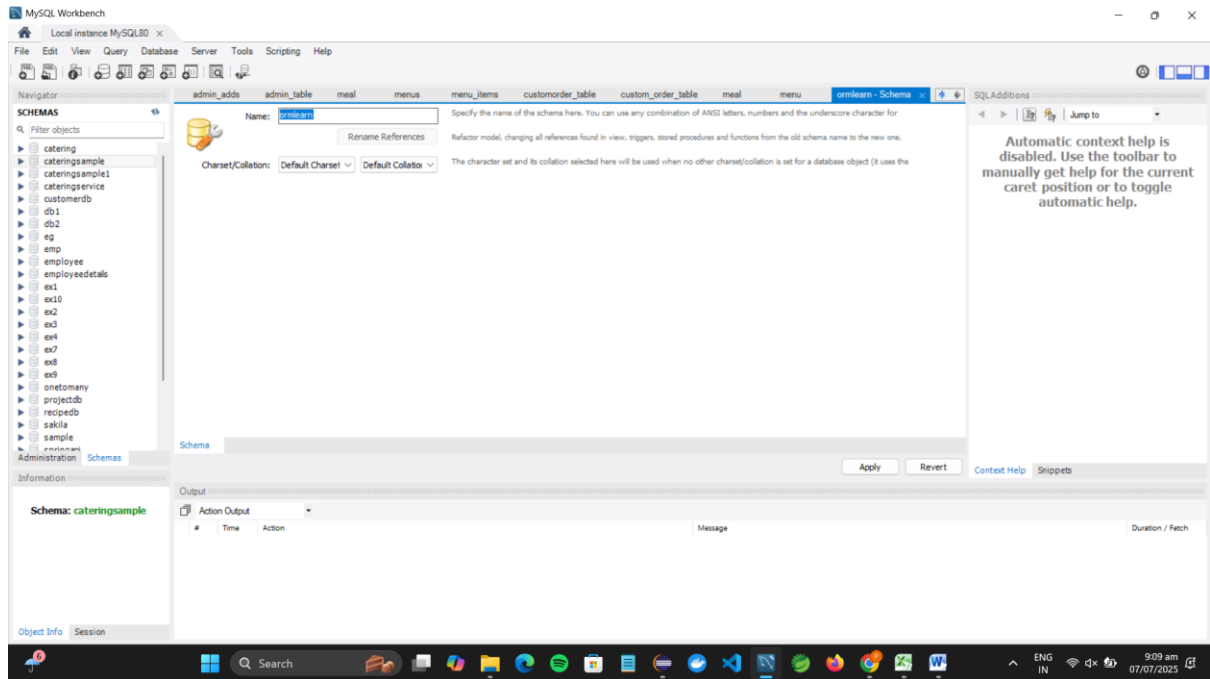 MySQL Workbench
Local instance MySQL80
File Edit View Query Database Server Tools Scripting Help
Navigator
SCHEMAS
Filter objects
catering
cateringsample
cateringsample1
cateringservice
customerdb
db1
db2
eg
emp
employee
employeedetails
ex1
ex10
ex2
ex3
ex4
ex7
ex8
ex9
onetomany
projectdb
recipedb
sakila
sample
springapi
Administration Schemas
Information
Schema: cateringsample
Object Info Session
admin_adds admin_table meal menus menu_items customorder_table custom_order_table meal menu ormlearn - Schema
Name: ormlearn
Specify the name of the schema here. You can use any combination of ANSI letters, numbers and the underscore character for
Rename References
Refactor model, changing all references found in view, triggers, stored procedures and functions from the old schema name to the new one.
Charset/Collation: Default Charset Default Collation
The character set and its collation selected here will be used when no other charset/collation is set for a database object (it uses the
Schema
Apply Revert
Output
Action Output
# Time Action Message Duration / Fetch
SQLAdditions
Jump to
Automatic context help is
disabled. Use the toolbar to
manually get help for the current
caret position or to toggle
automatic help.
Context Help Snippets
6
Search
ENG
IN
9:09 am
07/07/2025